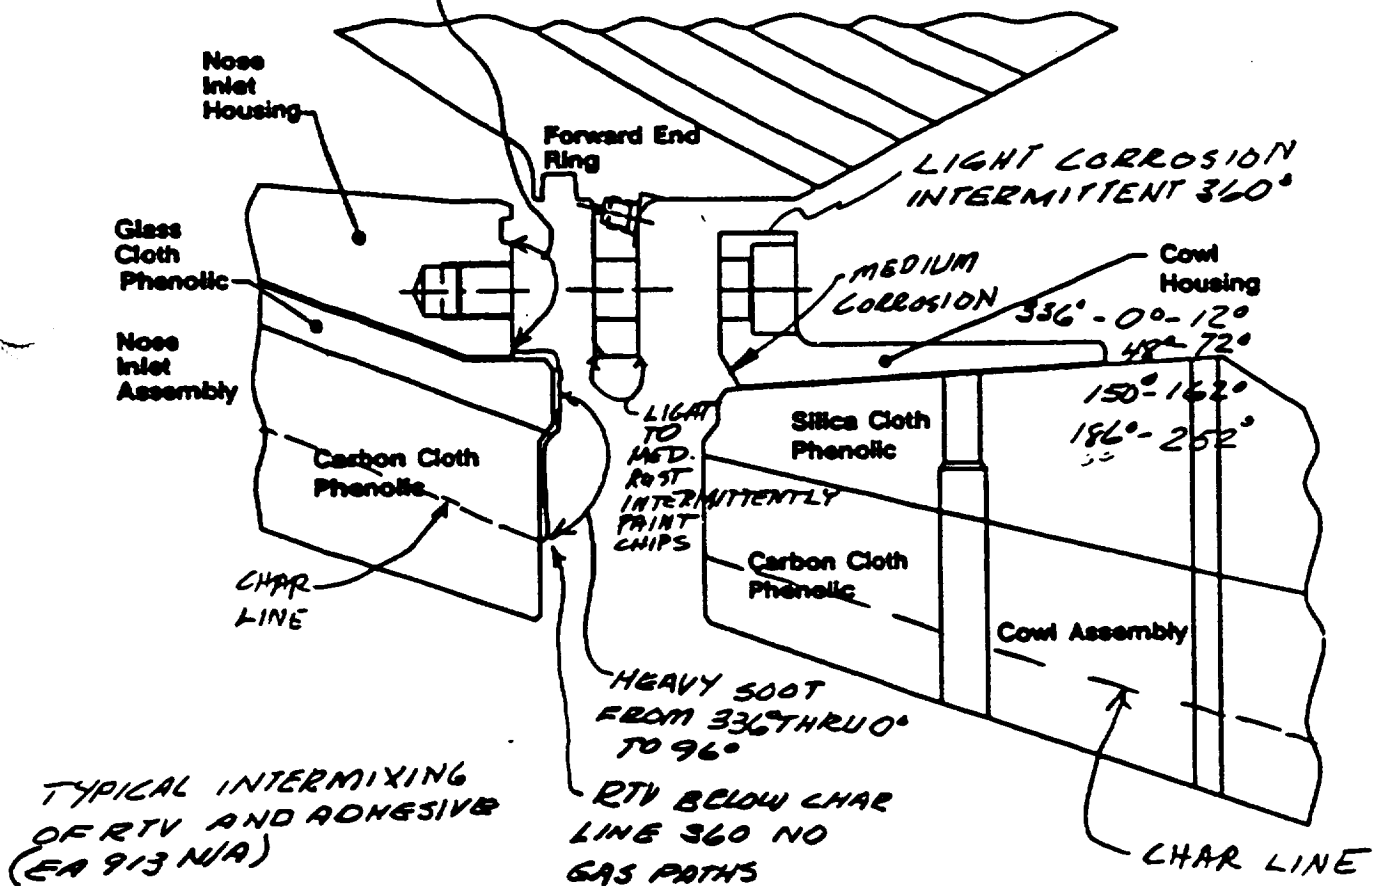 Nose
Inlet
Housing
Forward End
Ring
LIGHT CORROSION
INTERMITTENT 360°
Glass
Cloth
Phenolic
MEDIUM
CORROSION
Cowl
Housing
336° - 0° - 12°
48° - 72°
150° - 162°
186° - 252°
Nose
Inlet
Assembly
LIGHT
TO
MED.
RUST
INTERMITTENTLY
PAINT
CHIPS
Silica Cloth
Phenolic
Carbon Cloth
Phenolic
Carbon Cloth
Phenolic
CHAR
LINE
Cowl Assembly
HEAVY SOOT
FROM 336° THRU 0°
TO 96°
TYPICAL INTERMIXING
OF RTV AND ADHESIVE
(EA 913 N/A)
RTV BELOW CHAR
LINE 360 NO
GAS PATHS
CHAR LINE